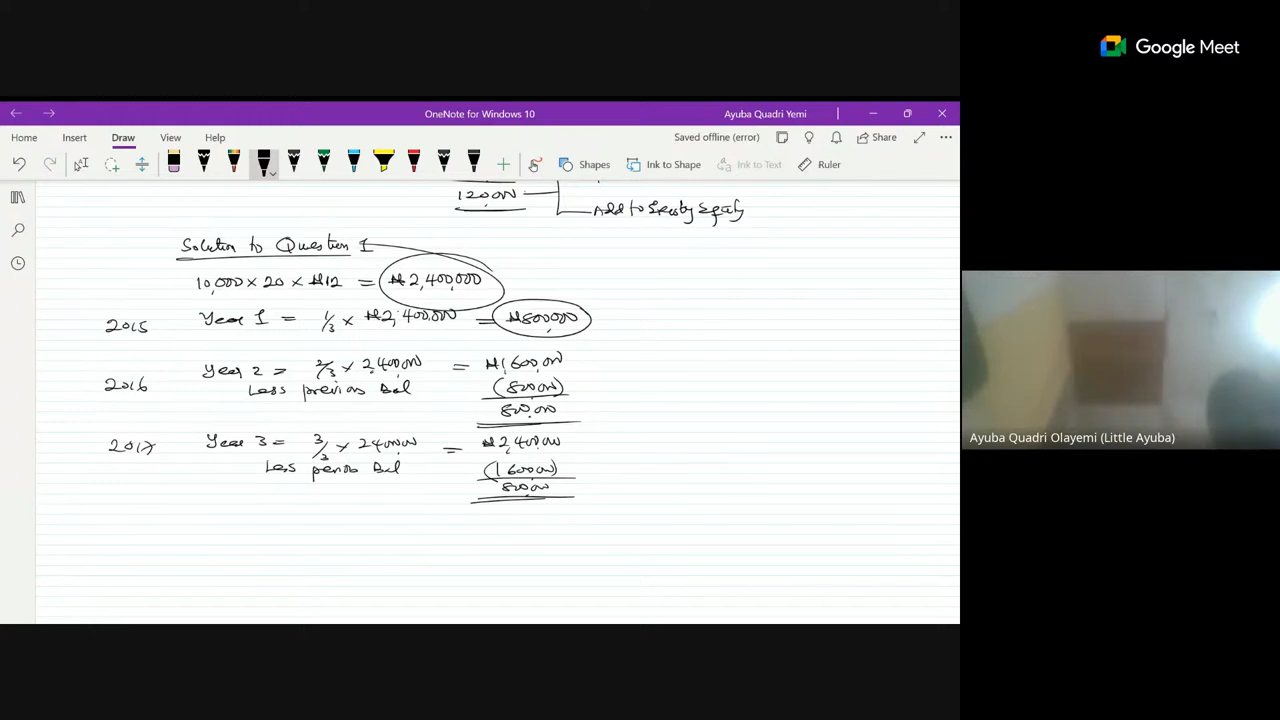 Google Meet
OneNote for Windows 10
Ayuba Quadri Yemi
Home Insert Draw View Help
Saved offline (error)
Share
Shapes
Ink to Shape
Ink to Text
Ruler
120,000
Add to Equity
Solution to Question 1
10,000 × 20 × ₦12 = ₦2,400,000
2015 Year 1 = 1/3 × ₦2,400,000 = ₦800,000
2016 Year 2 = 2/3 × 2,400,000 = ₦1,600,000
Less previous Bal (800,000)
800,000
2017 Year 3 = 3/3 × 2400000 = ₦2,400,000
Less previous Bal (1,600,000)
800,000
Ayuba Quadri Olayemi (Little Ayuba)